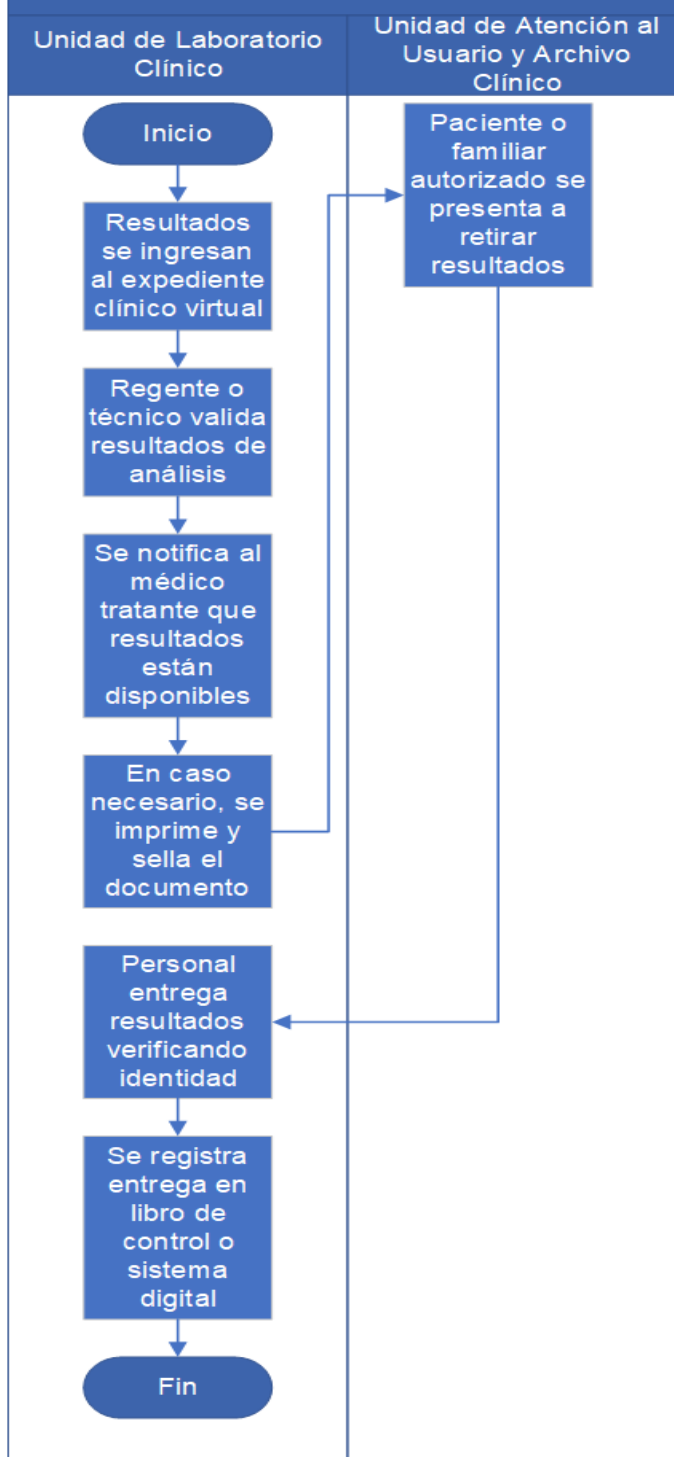 Unidad de Laboratorio
Clínico
Unidad de Atención al
Usuario y Archivo
Clínico
Inicio
Resultados
se ingresan
al expediente
clínico virtual
Regente o
técnico valida
resultados de
análisis
Se notifica al
médico
tratante que
resultados
están
disponibles
En caso
necesario, se
imprime y
sella el
documento
Paciente o
familiar
autorizado se
presenta a
retirar
resultados
Personal
entrega
resultados
verificando
identidad
Se registra
entrega en
libro de
control o
sistema
digital
Fin